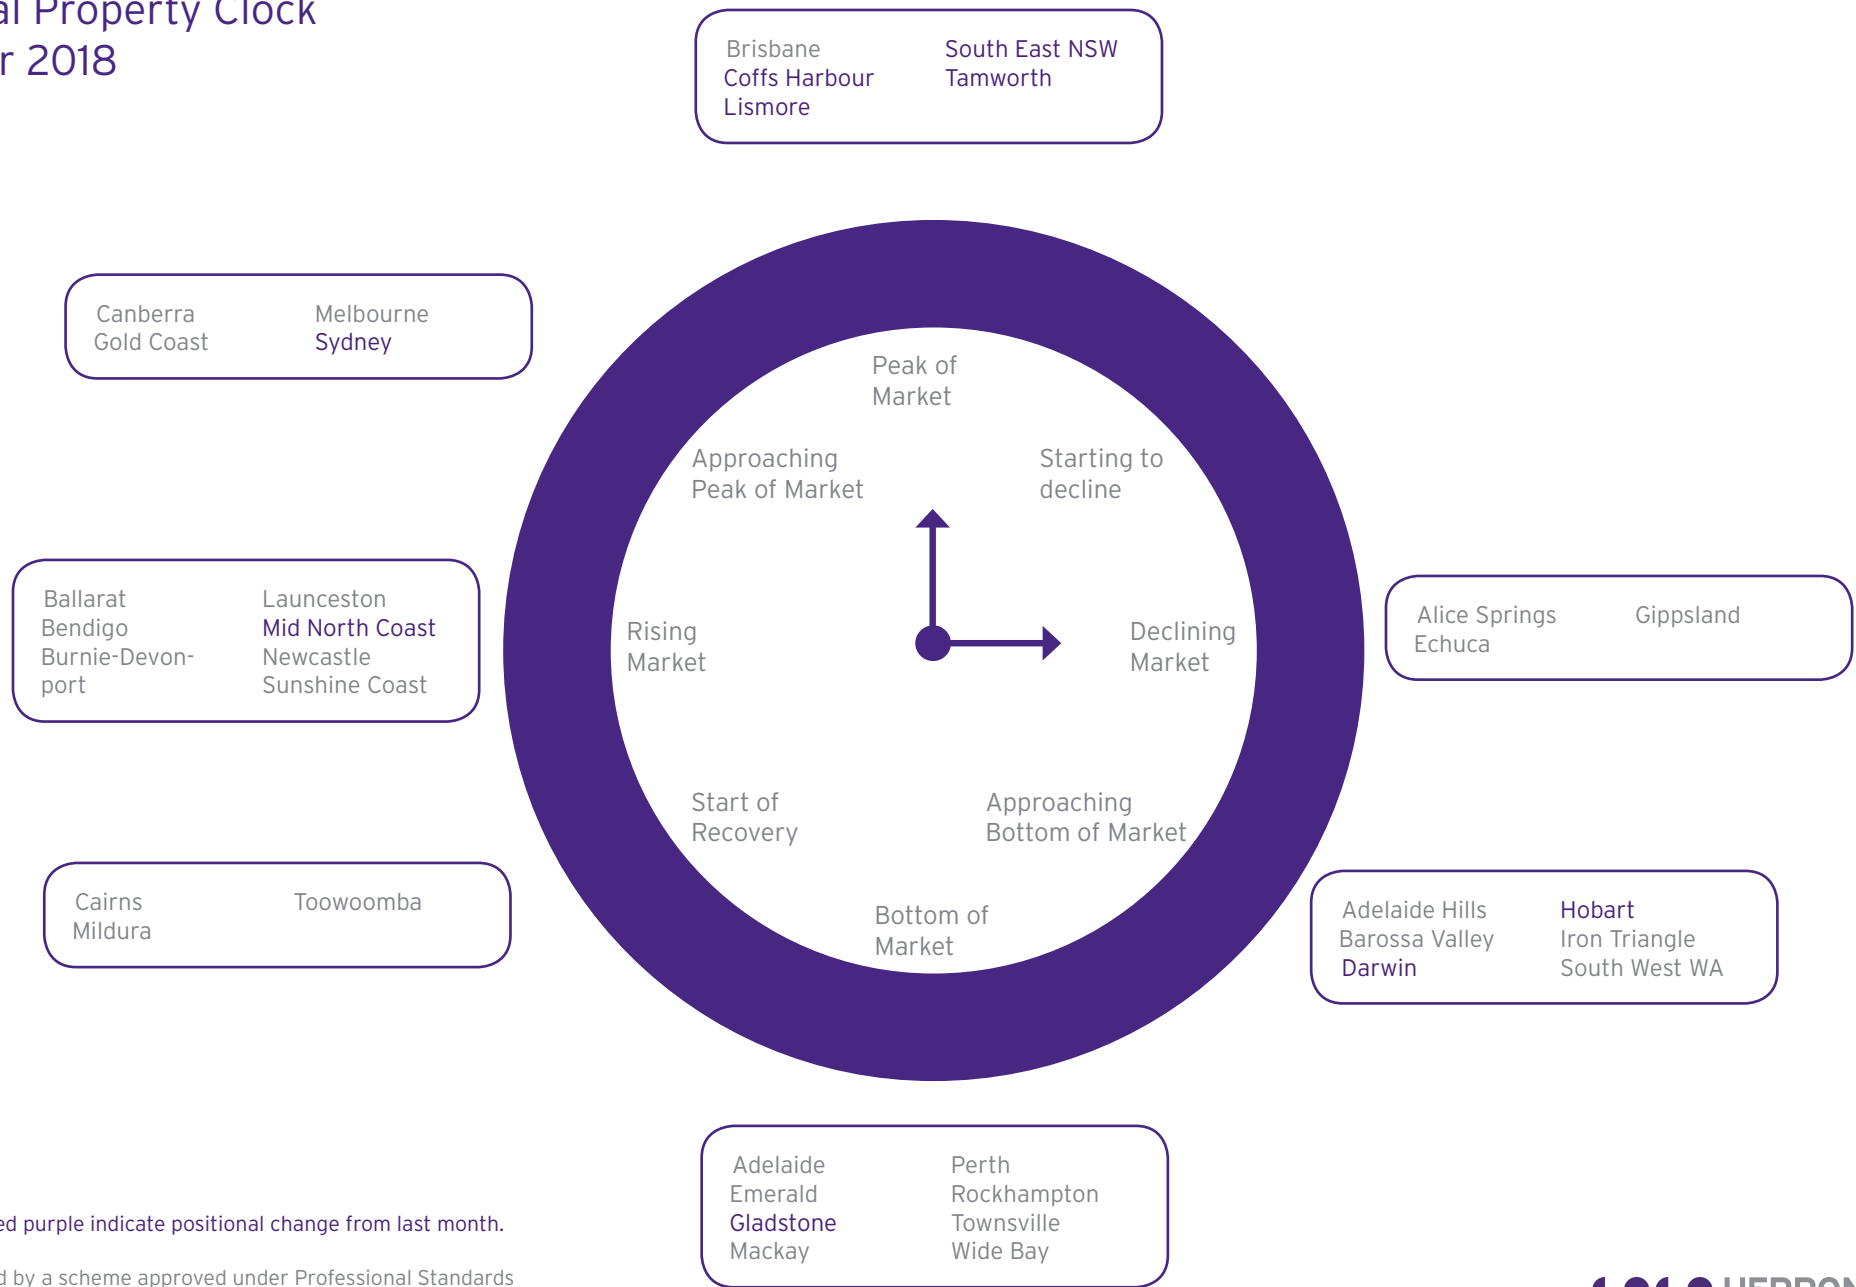 al Property Clock
r 2018
Brisbane
Coffs Harbour
Lismore
South East NSW
Tamworth
Canberra
Gold Coast
Melbourne
Sydney
Peak of
Market
Approaching
Peak of Market
Starting to
decline
Ballarat
Bendigo
Burnie-Devon-
port
Launceston
Mid North Coast
Newcastle
Sunshine Coast
Rising
Market
Declining
Market
Alice Springs
Echuca
Gippsland
Start of
Recovery
Approaching
Bottom of Market
Cairns
Mildura
Toowoomba
Bottom of
Market
Adelaide Hills
Barossa Valley
Darwin
Hobart
Iron Triangle
South West WA
Adelaide
Emerald
Gladstone
Mackay
Perth
Rockhampton
Townsville
Wide Bay
ed purple indicate positional change from last month.
d by a scheme approved under Professional Standards
HERRON